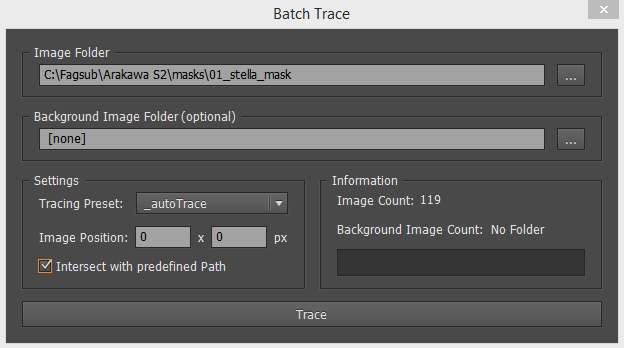 Batch Trace
Image Folder
C:\Fagsub\Arakawa S2\masks\01_stella_mask
...
Background Image Folder (optional)
[none]
...
Settings
Tracing Preset: _autoTrace
Image Position: 0 x 0 px
Intersect with predefined Path
Information
Image Count: 119
Background Image Count: No Folder
Trace